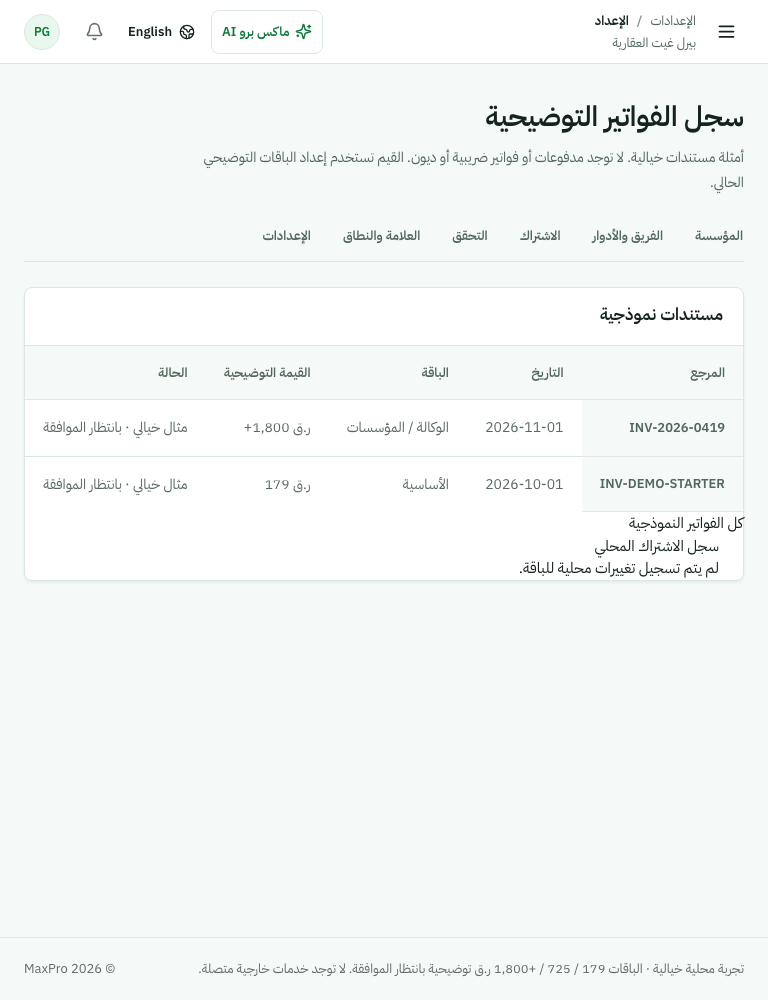 الإعدادات / الإعداد
بيرل غيت العقارية
ماكس برو AI
English
PG
سجل الفواتير التوضيحية
أمثلة مستندات خيالية. لا توجد مدفوعات أو فواتير ضريبية أو ديون. القيم تستخدم إعداد الباقات التوضيحي
الحالي.
المؤسسة الفريق والأدوار الاشتراك التحقق العلامة والنطاق الإعدادات
مستندات نموذجية
المرجع التاريخ الباقة القيمة التوضيحية الحالة
INV-2026-0419 2026-11-01 الوكالة / المؤسسات ر.ق 1,800+ مثال خيالي · بانتظار الموافقة
INV-DEMO-STARTER 2026-10-01 الأساسية ر.ق 179 مثال خيالي · بانتظار الموافقة
كل الفواتير النموذجية
سجل الاشتراك المحلي
لم يتم تسجيل تغييرات محلية للباقة.
تجربة محلية خيالية · الباقات 179 / 725 / 1,800+ ر.ق توضيحية بانتظار الموافقة. لا توجد خدمات خارجية متصلة.
© 2026 MaxPro